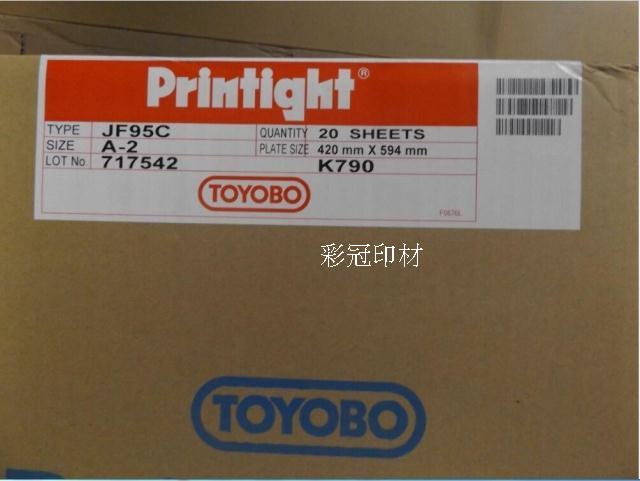 Printight®
TYPE JF95C QUANTITY 20 SHEETS
SIZE A-2 PLATE SIZE 420 mm X 594 mm
LOT No. 717542 K790
TOYOBO
F0676L
彩冠印材
TOYOBO